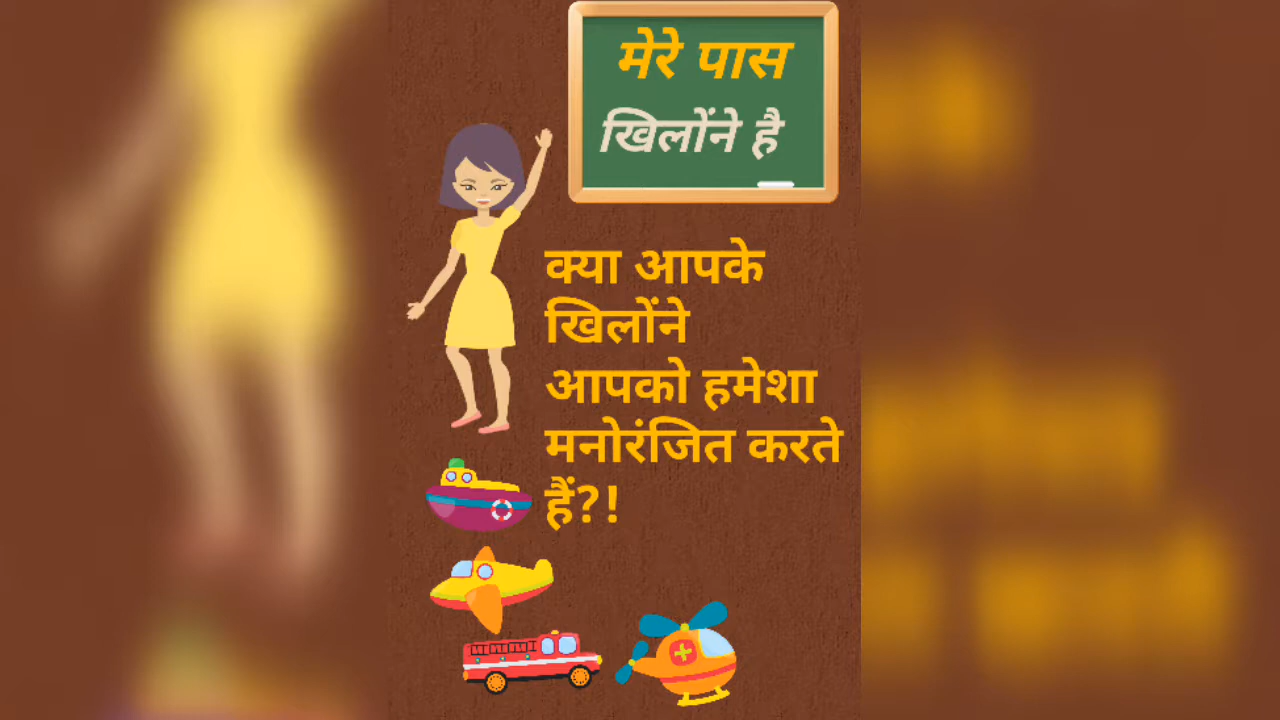 मेरे पास
खिलोंने है
क्या आपके
खिलोंने
आपको हमेशा
मनोरंजित करते
हैं?!